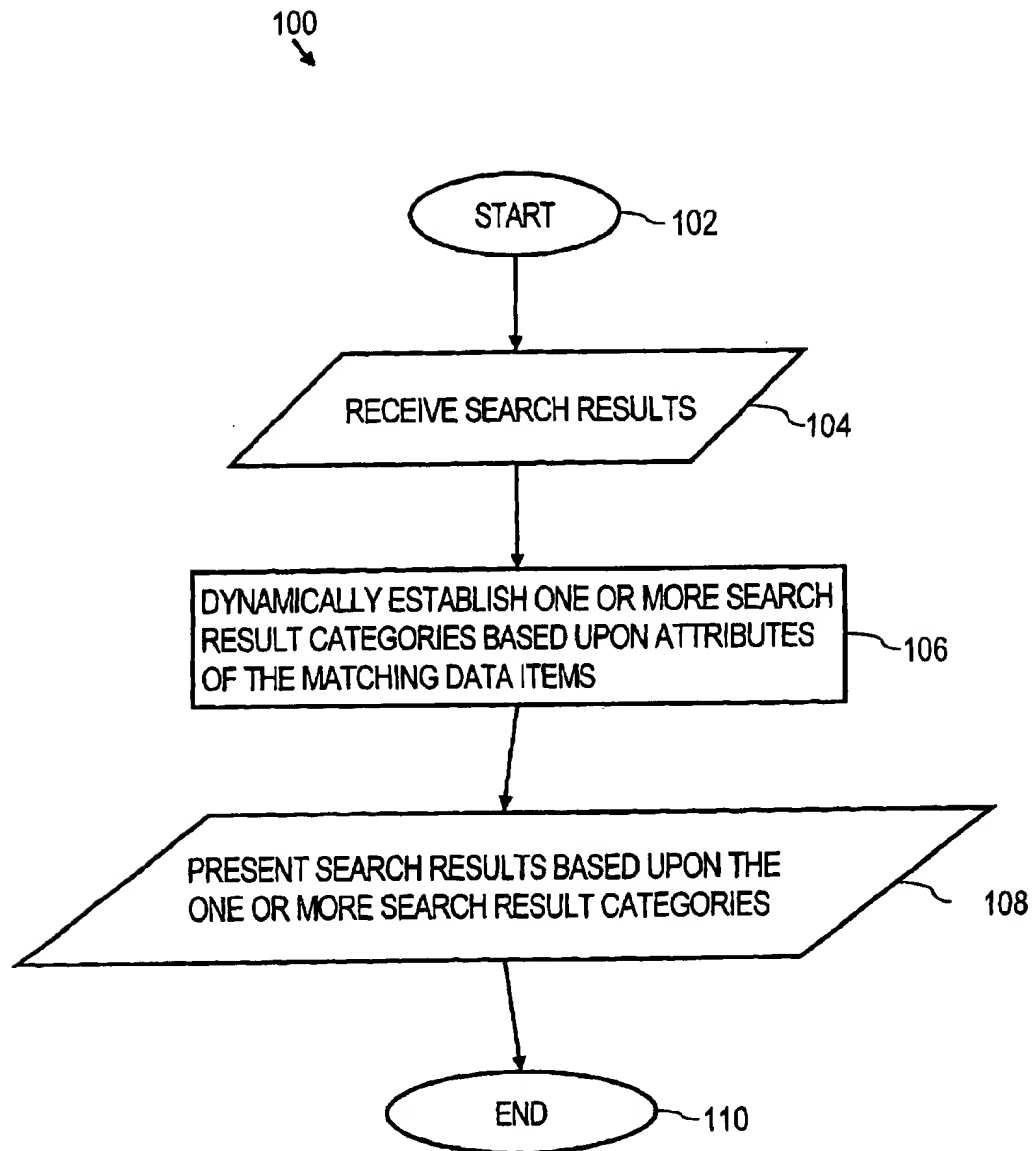 100
START
102
RECEIVE SEARCH RESULTS
104
DYNAMICALLY ESTABLISH ONE OR MORE SEARCH
RESULT CATEGORIES BASED UPON ATTRIBUTES
OF THE MATCHING DATA ITEMS
106
PRESENT SEARCH RESULTS BASED UPON THE
ONE OR MORE SEARCH RESULT CATEGORIES
108
END
110